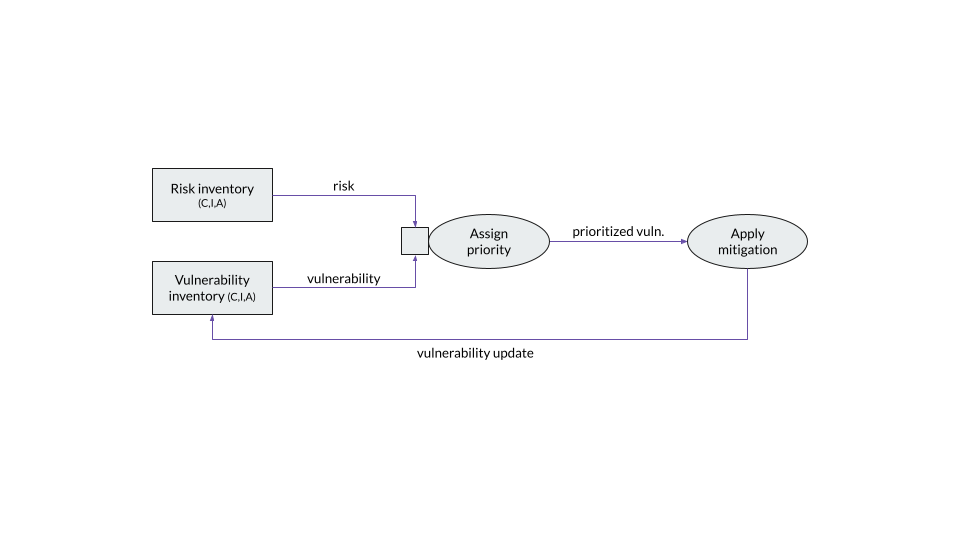 Risk inventory
(C,I,A)
risk
Assign
priority
prioritized vuln.
Apply
mitigation
Vulnerability
inventory (C,I,A)
vulnerability
vulnerability update